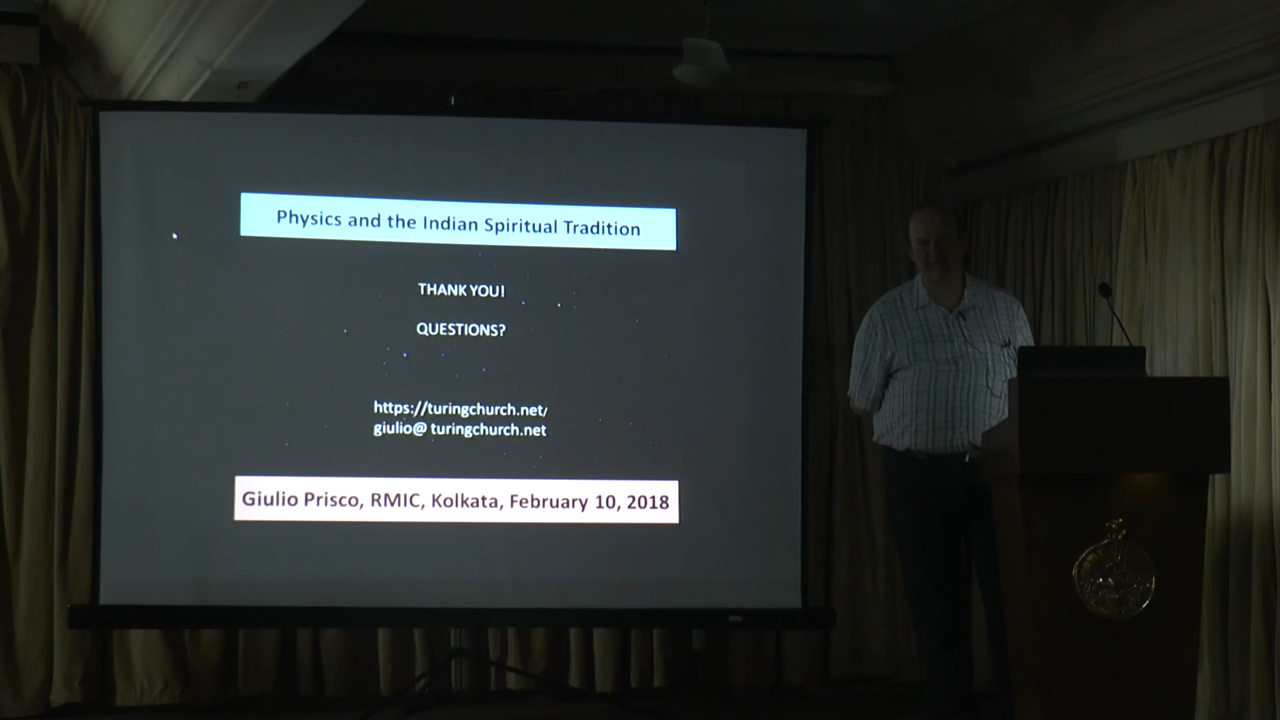 Physics and the Indian Spiritual Tradition
THANK YOU!
QUESTIONS?
https://turingchurch.net/
giulio@ turingchurch.net
Giulio Prisco, RMIC, Kolkata, February 10, 2018